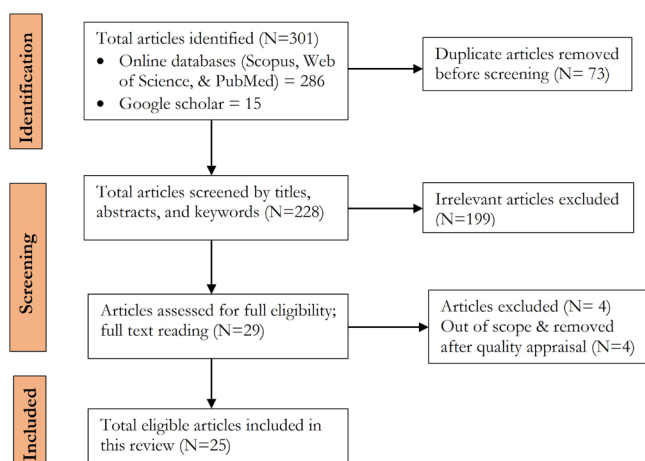 Identification
Total articles identified (N=301)
• Online databases (Scopus, Web
of Science, & PubMed) = 286
• Google scholar = 15
Duplicate articles removed
before screening (N= 73)
Screening
Total articles screened by titles,
abstracts, and keywords (N=228)
Irrelevant articles excluded
(N=199)
Articles assessed for full eligibility;
full text reading (N=29)
Articles excluded (N= 4)
Out of scope & removed
after quality appraisal (N=4)
Included
Total eligible articles included in
this review (N=25)